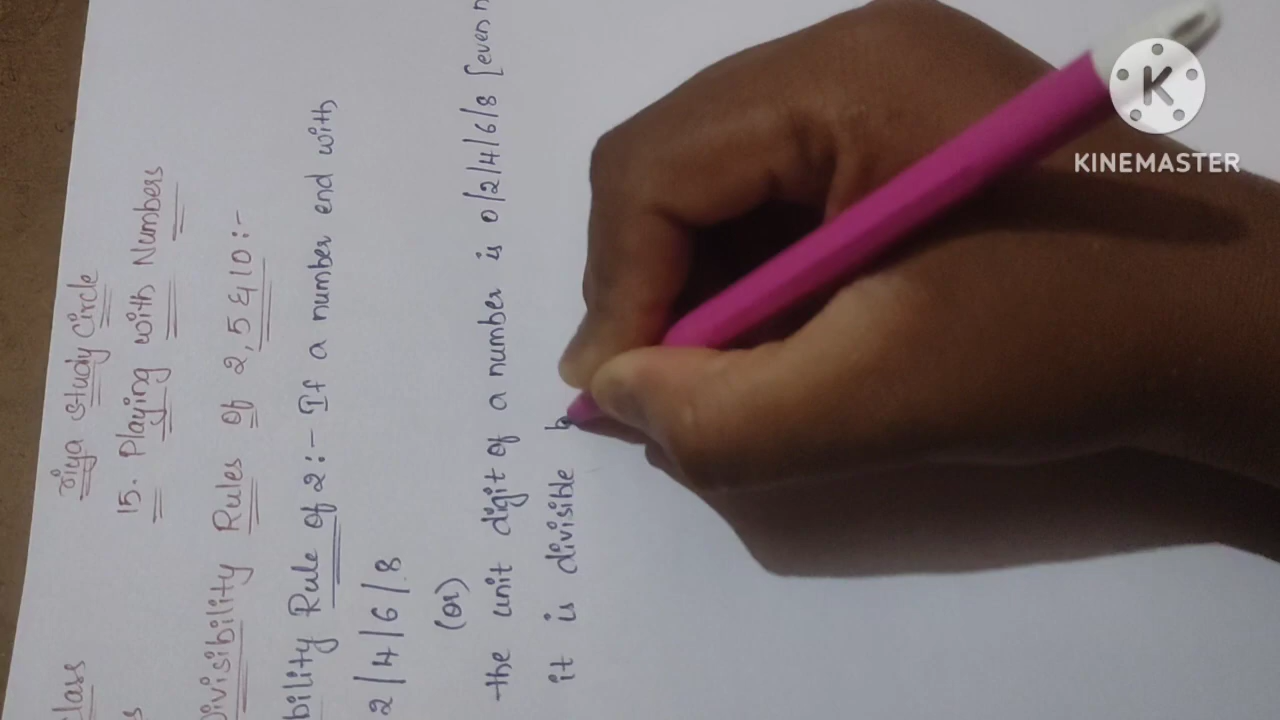 Class
Riya Study Circle
15. Playing with Numbers
Divisibility Rules of 2, 5 & 10:-
bility Rule of 2:- If a number end with
2/4/6/8
(or)
the unit digit of a number is 0/2/4/6/8 [even n
it is divisible b
KINEMASTER